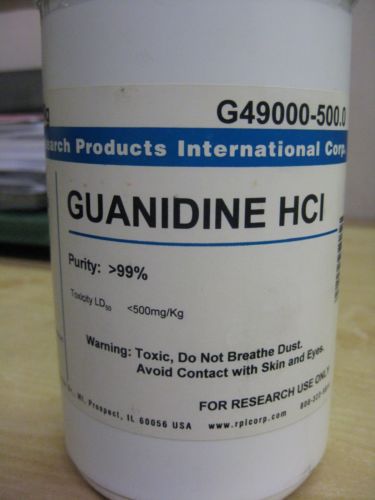 G49000-500.0
Research Products International Corp.
GUANIDINE HCl
Purity: >99%
Toxicity LD50 <500mg/Kg
Warning: Toxic, Do Not Breathe Dust.
Avoid Contact with Skin and Eyes.
FOR RESEARCH USE ONLY
Mt. Prospect, IL 60056 USA www.rpicorp.com